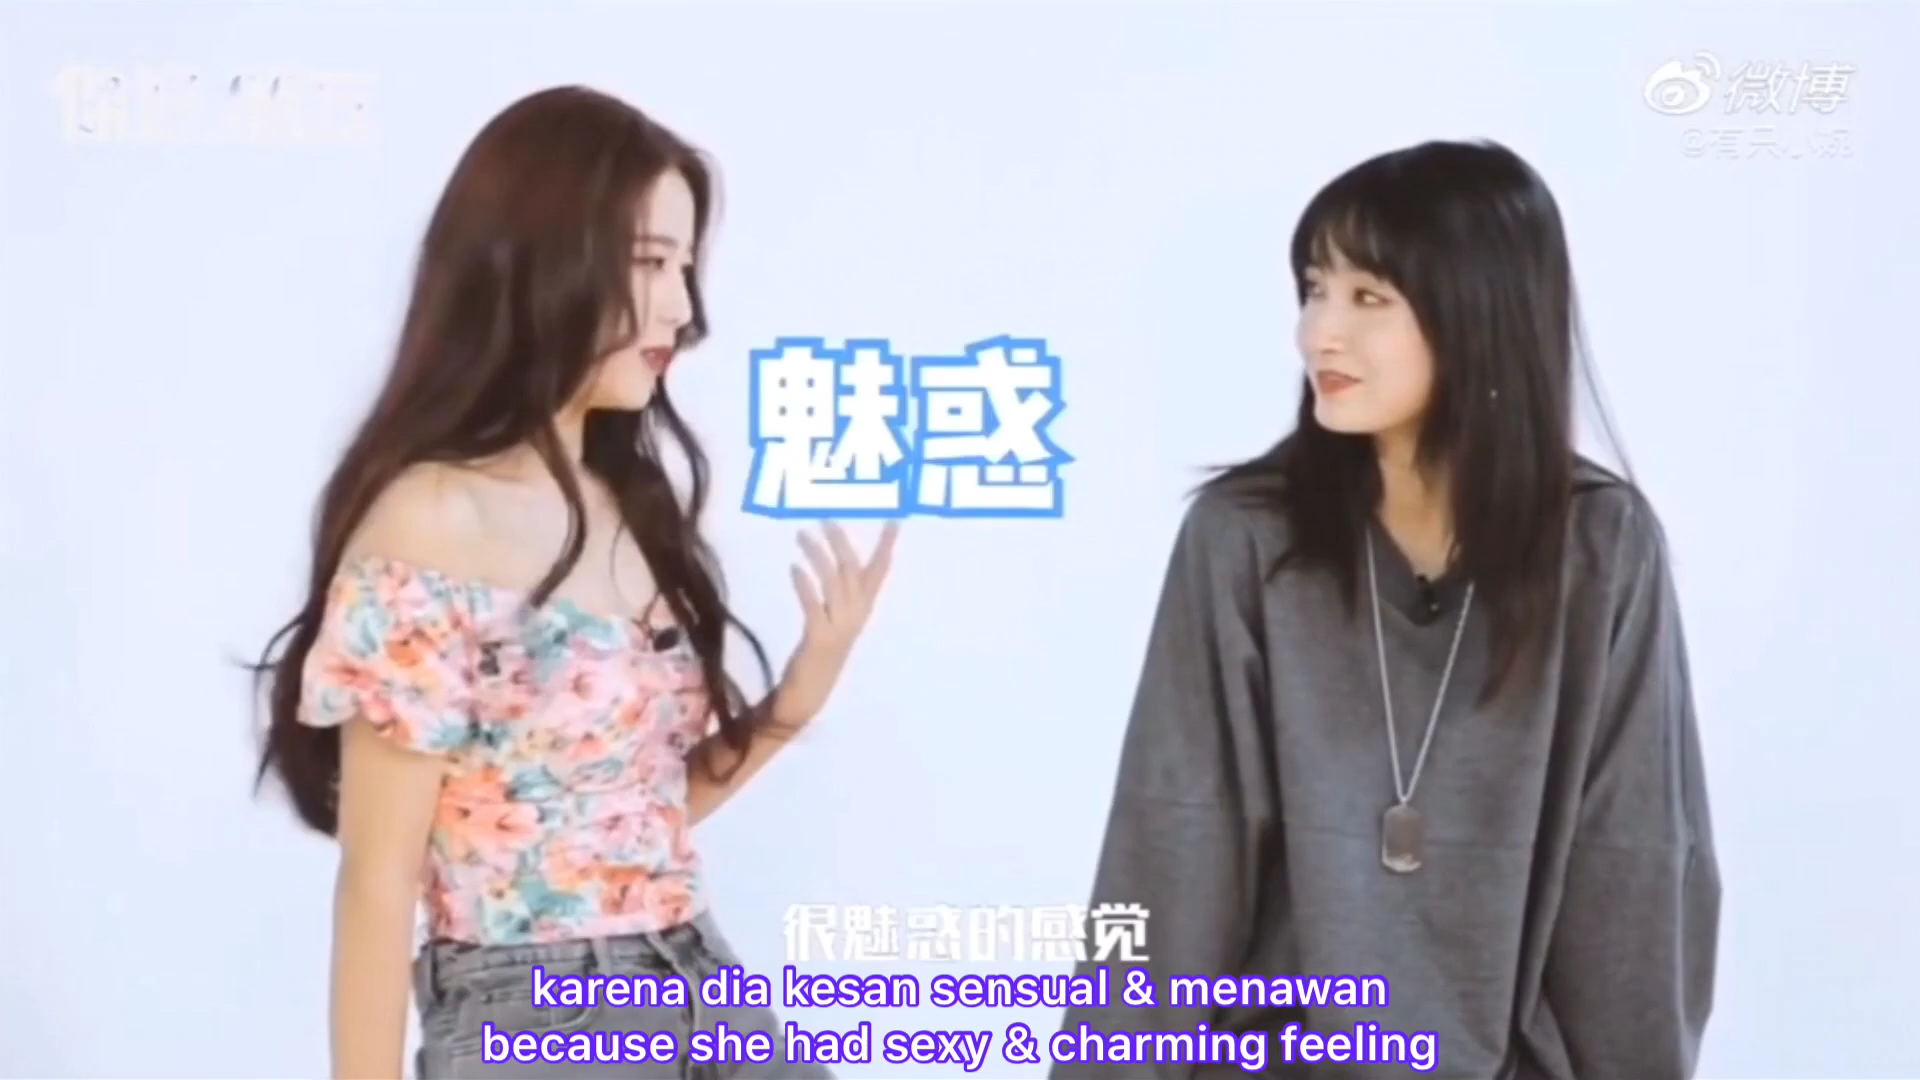 微博
魅惑
很魅惑的感觉
karena dia kesan sensual & menawan
because she had sexy & charming feeling